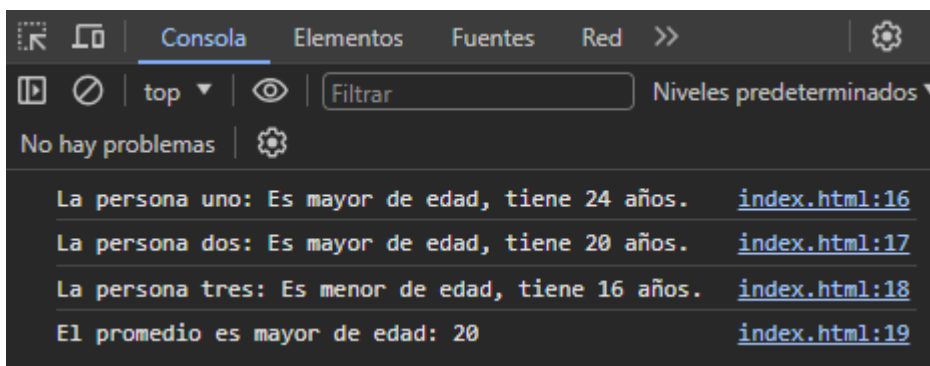 Consola Elementos Fuentes Red
top Filtrar Niveles predeterminados
No hay problemas
La persona uno: Es mayor de edad, tiene 24 años. index.html:16
La persona dos: Es mayor de edad, tiene 20 años. index.html:17
La persona tres: Es menor de edad, tiene 16 años. index.html:18
El promedio es mayor de edad: 20 index.html:19